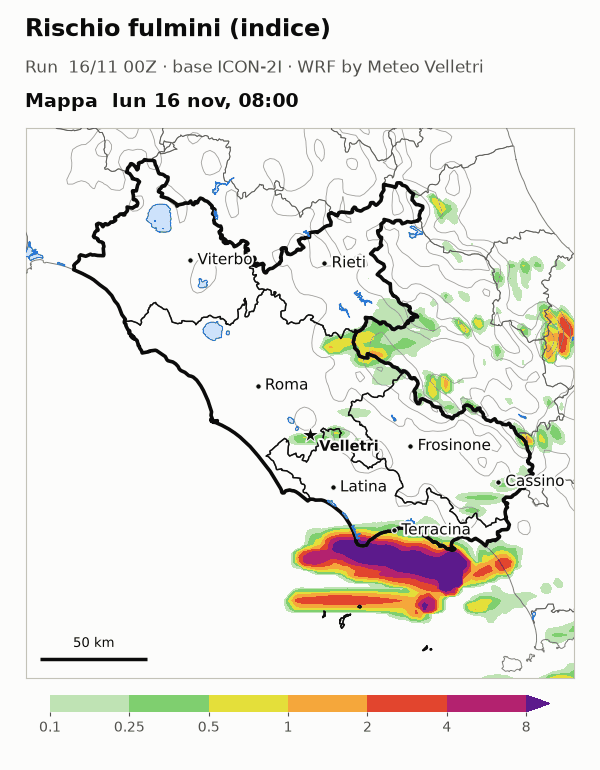 Rischio fulmini (indice)
Run  16/11 00Z · base ICON-2I · WRF by Meteo Velletri
Mappa  lun 16 nov, 08:00
Viterbo
Rieti
Roma
Velletri
Frosinone
Latina
Cassino
Terracina
50 km
0.1 0.25 0.5 1 2 4 8